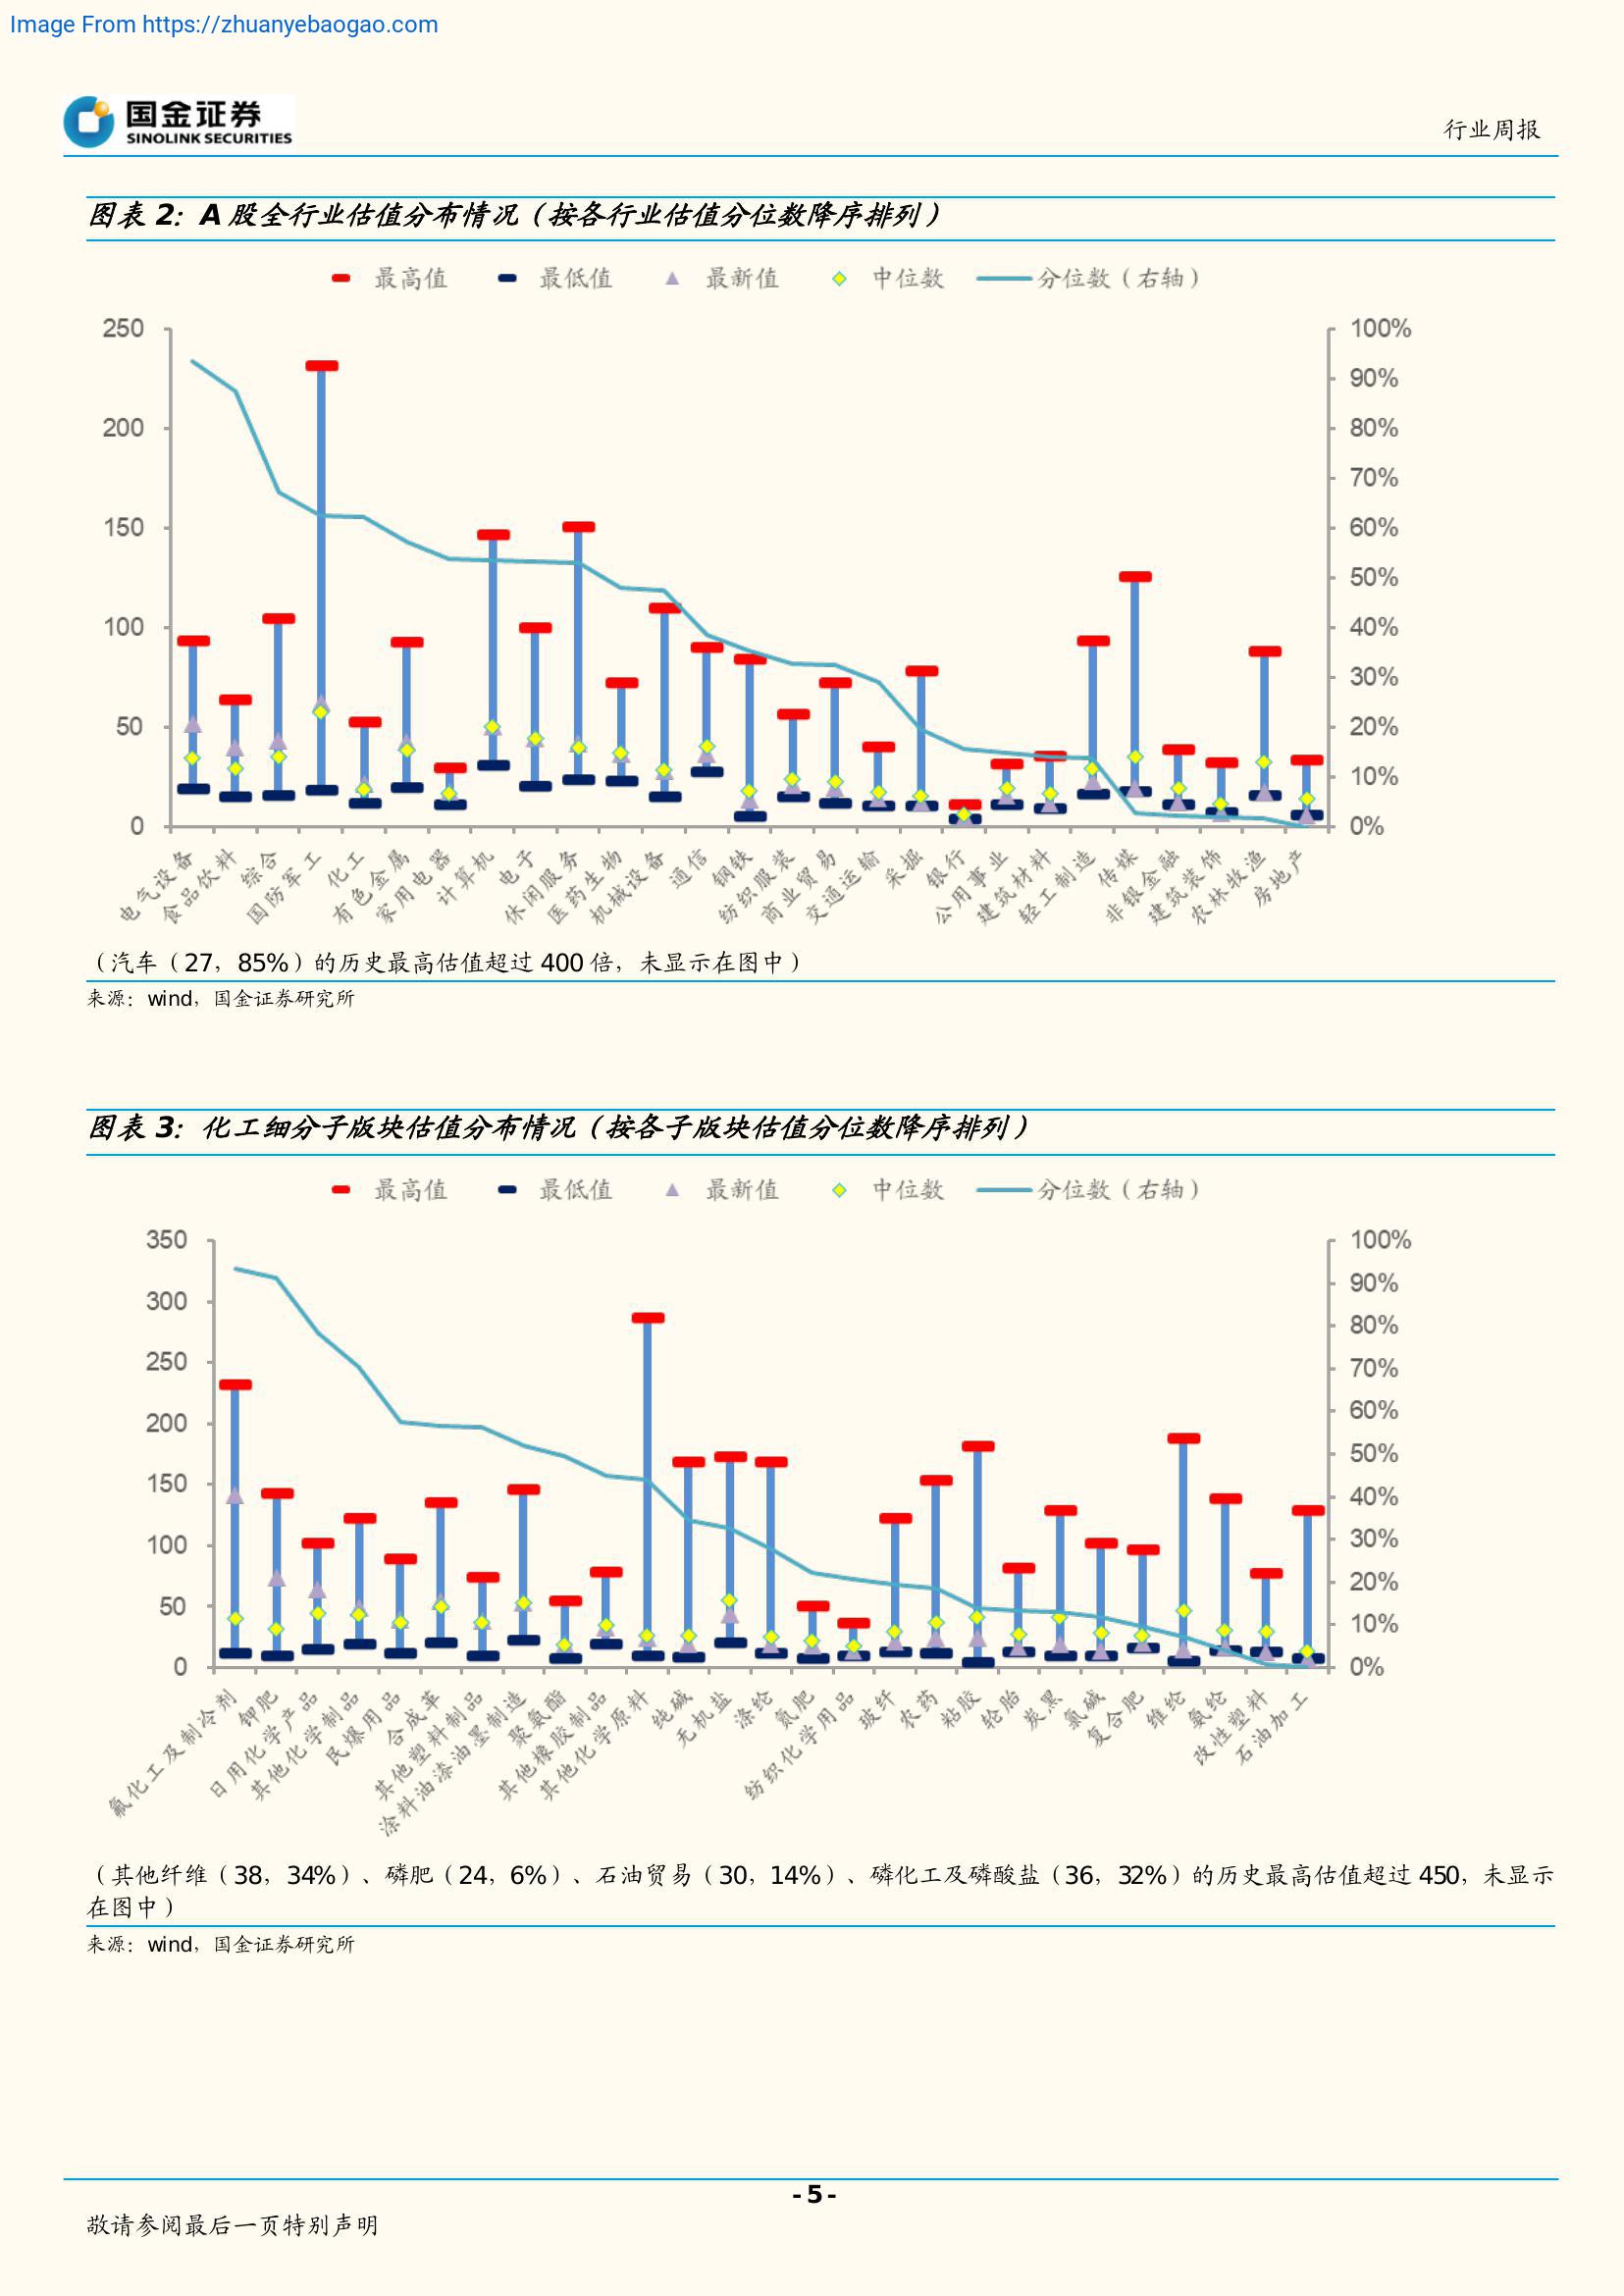 Image From https://zhuanyebaogao.com
国金证券
SINOLINK SECURITIES
行业周报
图表 2：A 股全行业估值分布情况（按各行业估值分位数降序排列）
最高值 最低值 最新值 中位数 分位数（右轴）
250 100%
90%
200 80%
70%
150 60%
50%
100 40%
30%
50 20%
10%
0 0%
电气设备 食品饮料 综合 国防军工 化工 有色金属 家用电器 计算机 电子 休闲服务 医药生物 机械设备 通信 钢铁 纺织服装 商业贸易 交通运输 采掘 银行 公用事业 建筑材料 轻工制造 传媒 非银金融 建筑装饰 农林牧渔 房地产
（汽车（27，85%）的历史最高估值超过 400 倍，未显示在图中）
来源：wind，国金证券研究所
图表 3：化工细分子版块估值分布情况（按各子版块估值分位数降序排列）
最高值 最低值 最新值 中位数 分位数（右轴）
350 100%
90%
300 80%
250 70%
60%
200 50%
150 40%
100 30%
20%
50 10%
0 0%
氟化工及制冷剂 钾肥 日用化学产品 其他化学制品 民爆用品 合成革 其他塑料制品 涂料油漆油墨制造 聚氨酯 其他橡胶制品 其他化学原料 纯碱 无机盐 涤纶 氮肥 纺织化学用品 玻纤 农药 粘胶 轮胎 炭黑 氯碱 复合肥 维纶 氨纶 改性塑料 石油加工
（其他纤维（38，34%）、磷肥（24，6%）、石油贸易（30，14%）、磷化工及磷酸盐（36，32%）的历史最高估值超过 450，未显示
在图中）
来源：wind，国金证券研究所
- 5 -
敬请参阅最后一页特别声明